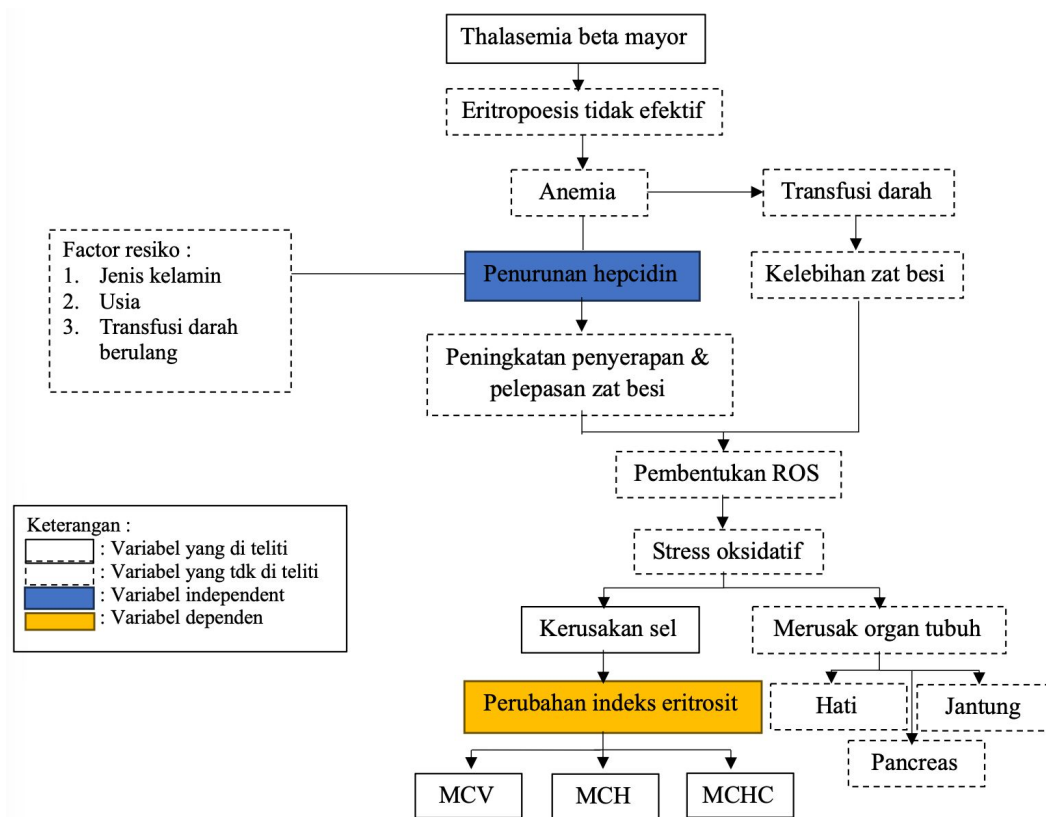 Thalasemia beta mayor
Eritropoesis tidak efektif
Anemia
Transfusi darah
Factor resiko :
1. Jenis kelamin
2. Usia
3. Transfusi darah
berulang
Penurunan hepcidin
Kelebihan zat besi
Peningkatan penyerapan &
pelepasan zat besi
Pembentukan ROS
Stress oksidatif
Keterangan :
: Variabel yang di teliti
: Variabel yang tdk di teliti
: Variabel independent
: Variabel dependen
Kerusakan sel
Merusak organ tubuh
Perubahan indeks eritrosit
Hati
Jantung
Pancreas
MCV
MCH
MCHC